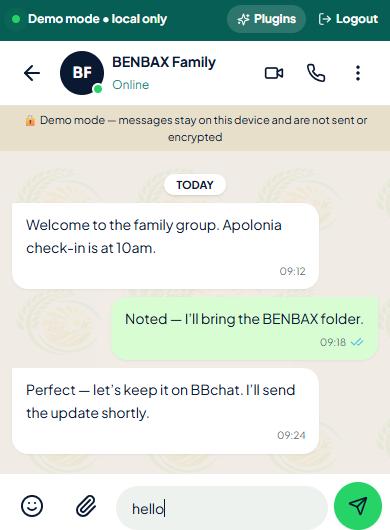 Demo mode • local only
Plugins
Logout
BF
BENBAX Family
Online
🔒 Demo mode — messages stay on this device and are not sent or
encrypted
TODAY
Welcome to the family group. Apolonia
check-in is at 10am.
09:12
Noted — I’ll bring the BENBAX folder.
09:18
Perfect — let’s keep it on BBchat. I’ll send
the update shortly.
09:24
hello